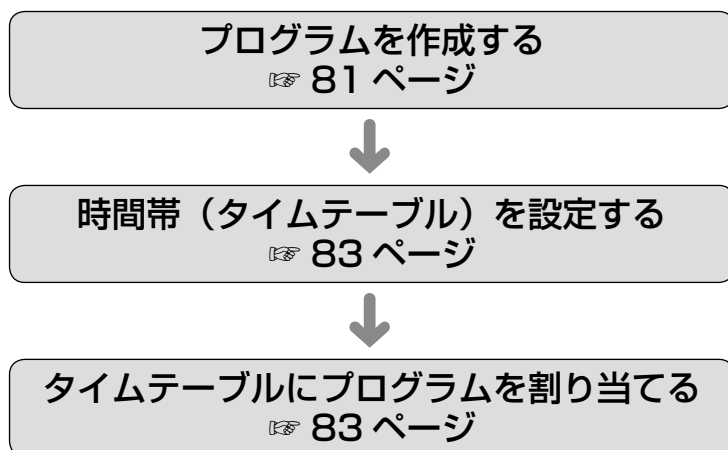 プログラムを作成する
☞ 81 ページ
時間帯（タイムテーブル）を設定する
☞ 83 ページ
タイムテーブルにプログラムを割り当てる
☞ 83 ページ